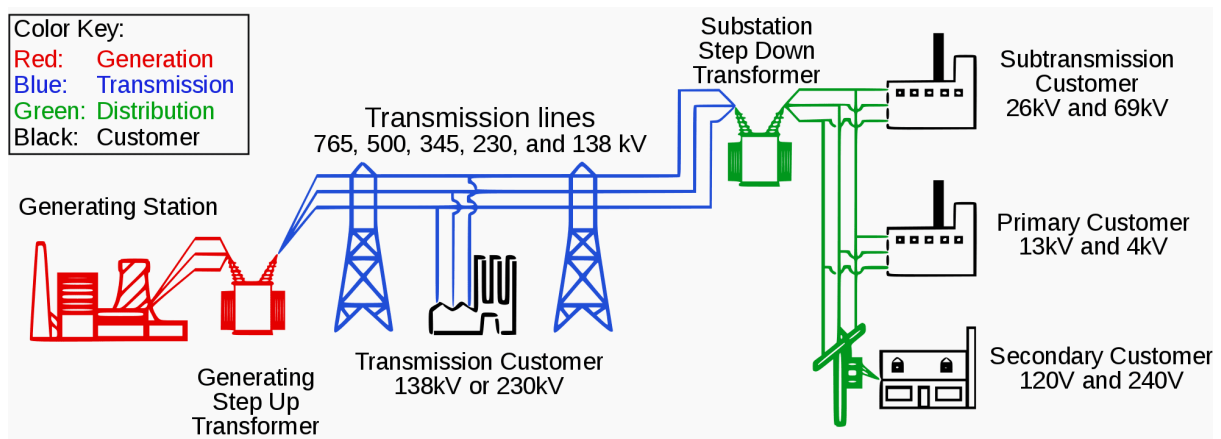 Color Key:
Red: Generation
Blue: Transmission
Green: Distribution
Black: Customer
Generating Station
Generating
Step Up
Transformer
Transmission lines
765, 500, 345, 230, and 138 kV
Transmission Customer
138kV or 230kV
Substation
Step Down
Transformer
Subtransmission
Customer
26kV and 69kV
Primary Customer
13kV and 4kV
Secondary Customer
120V and 240V